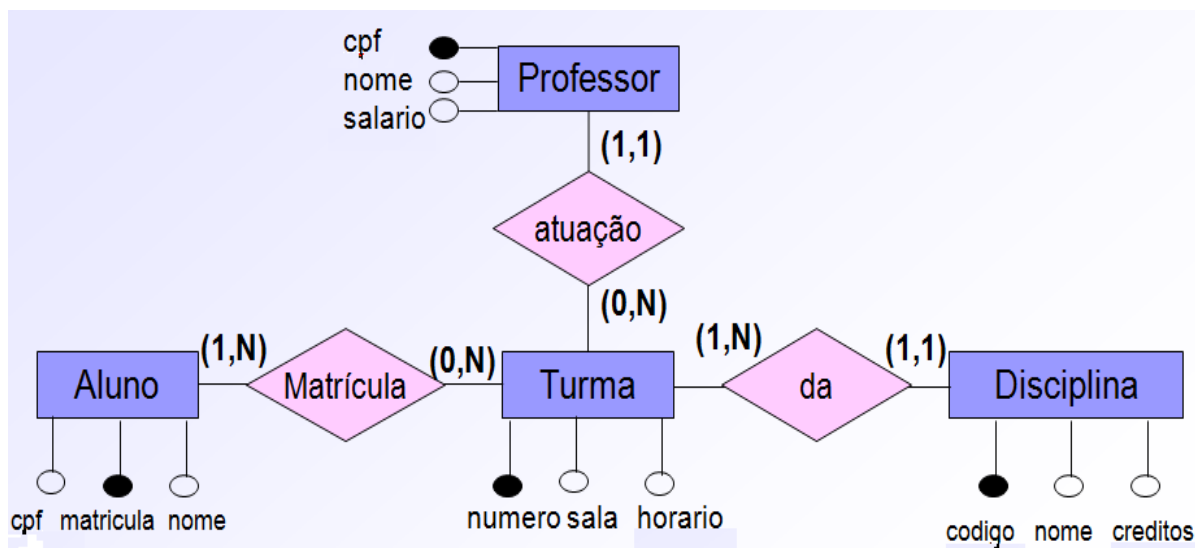 cpf
nome
salario
Professor
(1,1)
atuação
(0,N)
(1,N)
(0,N)
(1,N)
(1,1)
Aluno
Matrícula
Turma
da
Disciplina
cpf matricula nome
numero sala horario
codigo nome creditos